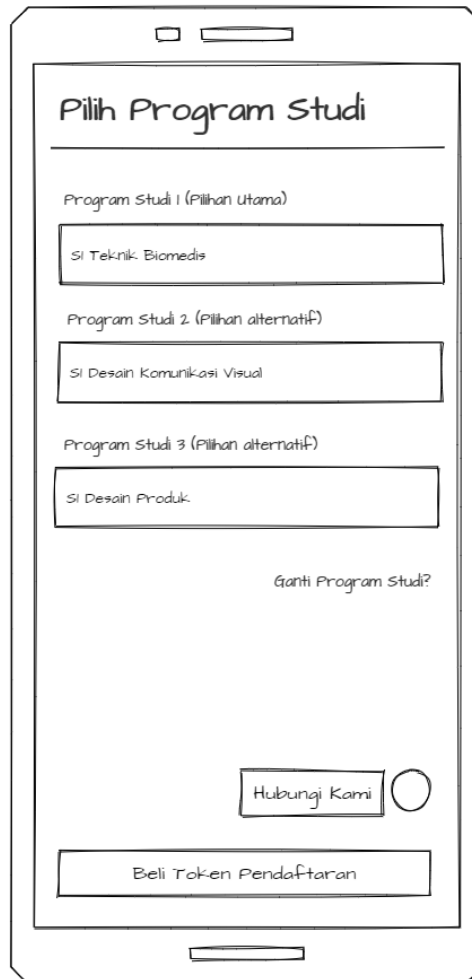 Pilih Program Studi
Program Studi 1 (Pilihan Utama)
S1 Teknik Biomedis
Program Studi 2 (Pilihan alternatif)
S1 Desain Komunikasi Visual
Program Studi 3 (Pilihan alternatif)
S1 Desain Produk
Ganti Program Studi?
Hubungi Kami
Beli Token Pendaftaran